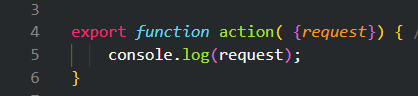 3
4 export function action( {request}) { /
5 console.log(request);
6 }